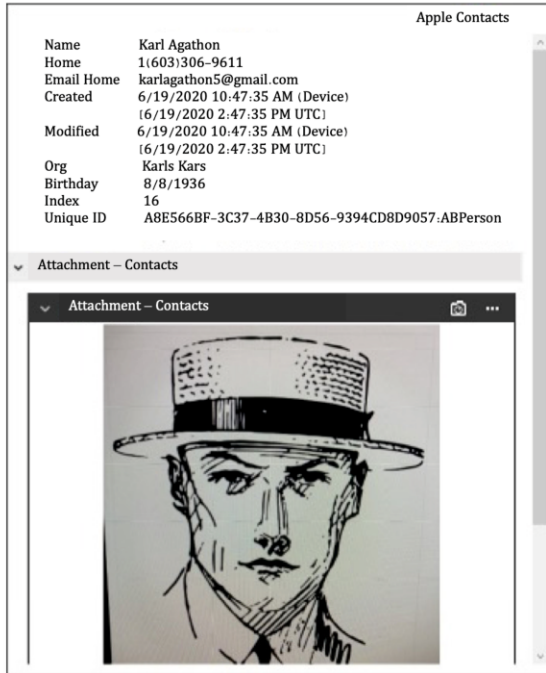 Apple Contacts
Name Karl Agathon
Home 1(603)306-9611
Email Home karlagathon5@gmail.com
Created 6/19/2020 10:47:35 AM (Device)
[6/19/2020 2:47:35 PM UTC]
Modified 6/19/2020 10:47:35 AM (Device)
[6/19/2020 2:47:35 PM UTC]
Org Karls Kars
Birthday 8/8/1936
Index 16
Unique ID A8E566BF-3C37-4B30-8D56-9394CD8D9057:ABPerson
Attachment – Contacts
Attachment – Contacts